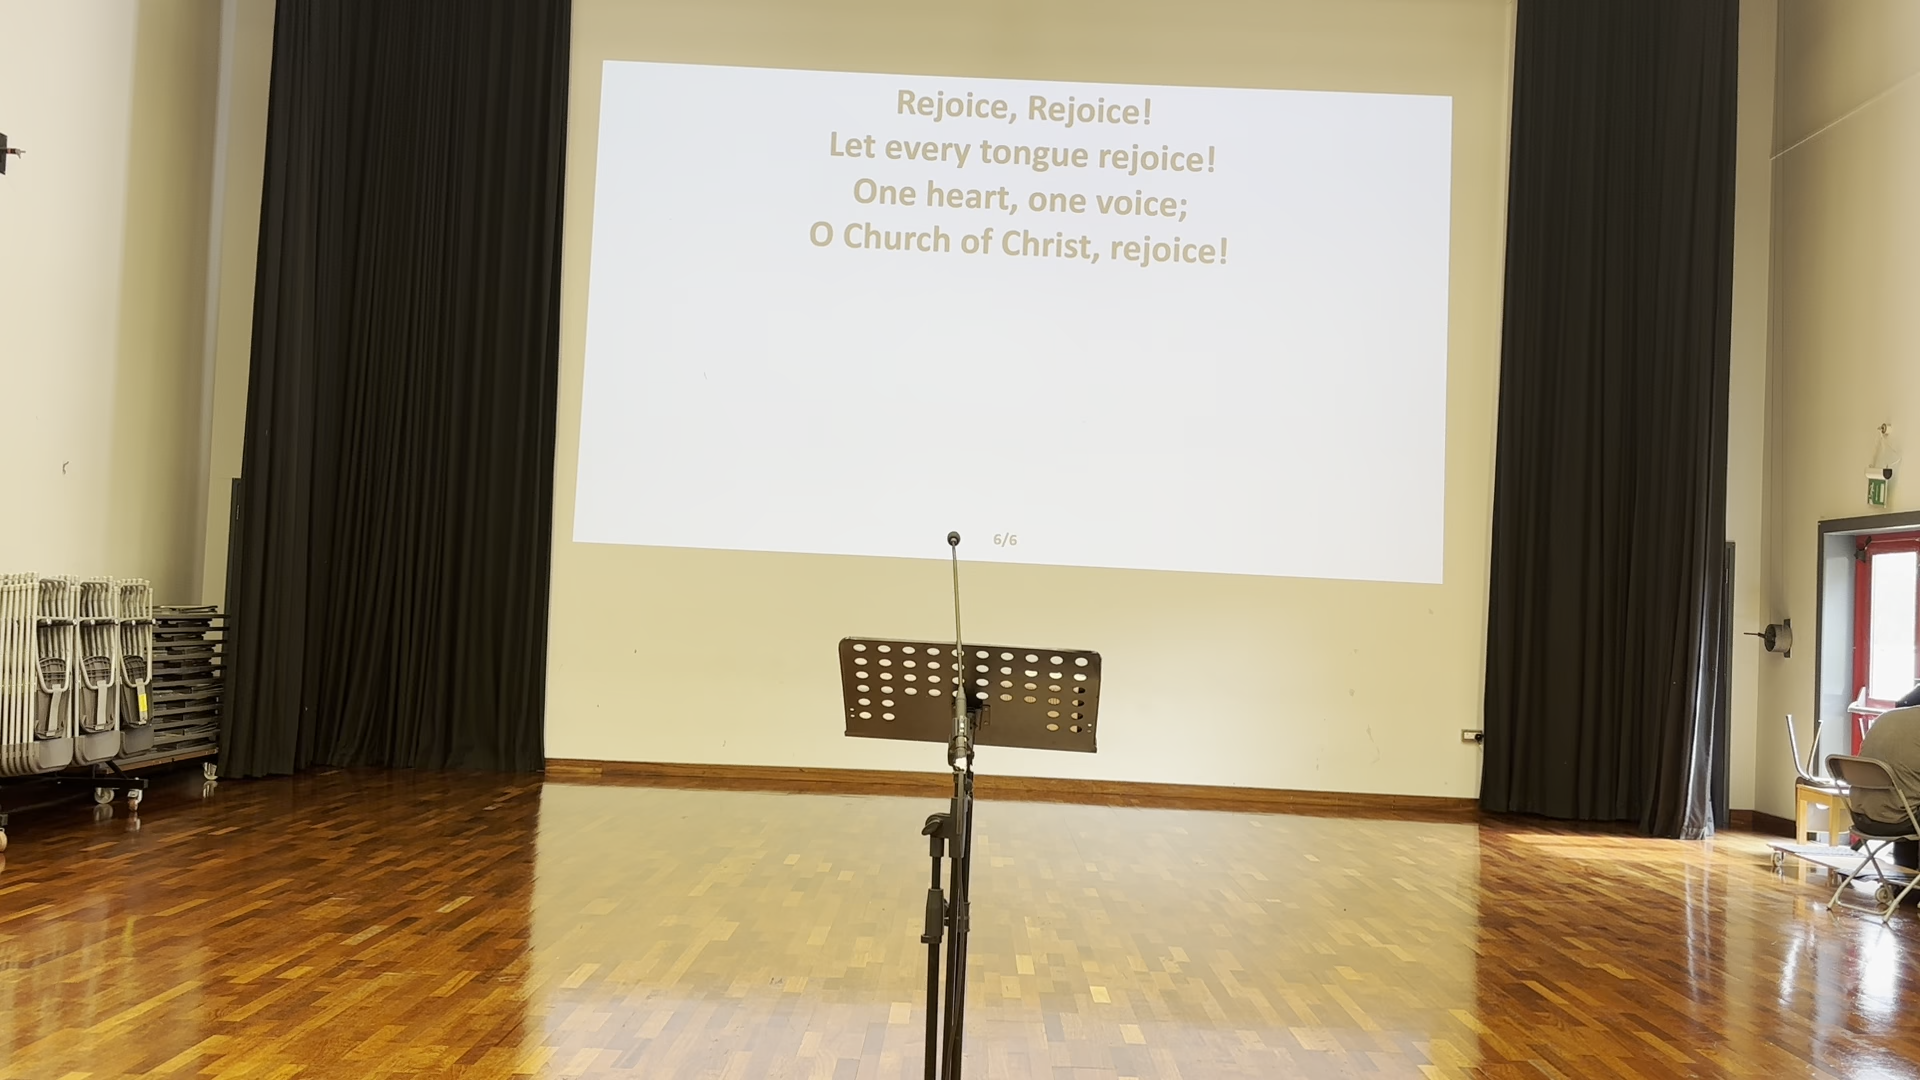 Rejoice, Rejoice!
Let every tongue rejoice!
One heart, one voice;
O Church of Christ, rejoice!
6/6